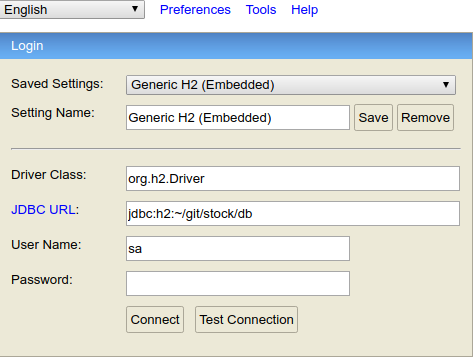 English Preferences Tools Help
Login
Saved Settings: Generic H2 (Embedded)
Setting Name: Generic H2 (Embedded) Save Remove
Driver Class: org.h2.Driver
JDBC URL: jdbc:h2:~/git/stock/db
User Name: sa
Password:
Connect Test Connection